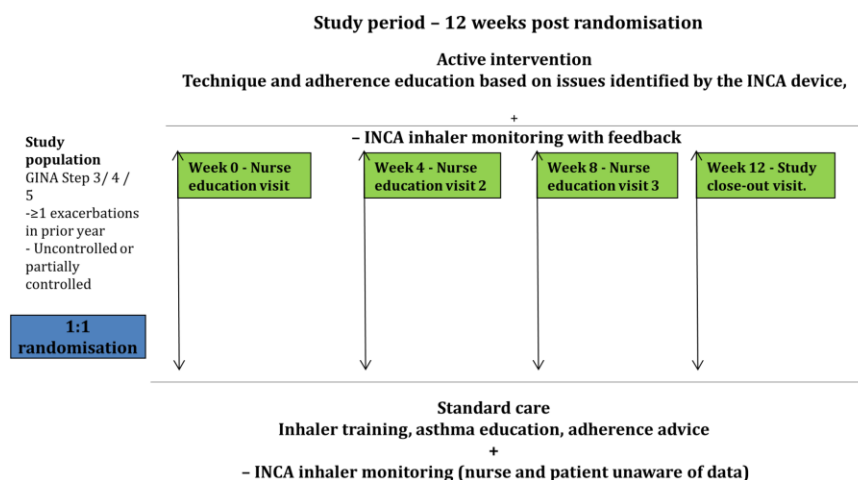 Study period – 12 weeks post randomisation
Active intervention
Technique and adherence education based on issues identified by the INCA device,
+
– INCA inhaler monitoring with feedback
Study
population
GINA Step 3/ 4 /
5
-≥1 exacerbations
in prior year
- Uncontrolled or
partially
controlled
Week 0 - Nurse
education visit
Week 4 - Nurse
education visit 2
Week 8 - Nurse
education visit 3
Week 12 - Study
close-out visit.
1:1
randomisation
Standard care
Inhaler training, asthma education, adherence advice
+
– INCA inhaler monitoring (nurse and patient unaware of data)